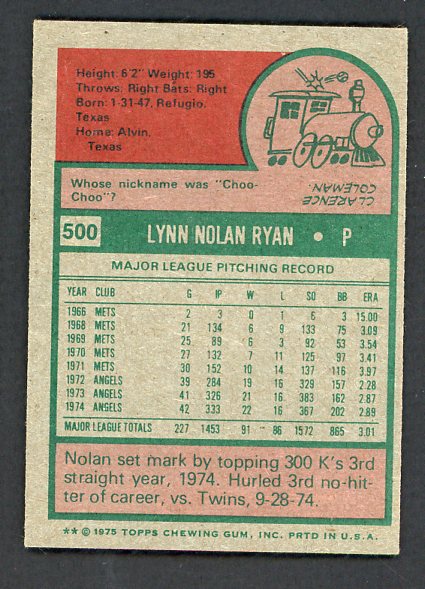 Height: 6'2" Weight: 195
Throws: Right Bats: Right
Born: 1-31-47, Refugio,
Texas
Home: Alvin,
Texas
Whose nickname was "Choo-
Choo"?
CLARENCE
COLEMAN.
500 LYNN NOLAN RYAN • P
MAJOR LEAGUE PITCHING RECORD
YEAR CLUB G IP W L SO BB ERA
1966 METS 2 3 0 1 6 3 15.00
1968 METS 21 134 6 9 133 75 3.09
1969 METS 25 89 6 3 92 53 3.54
1970 METS 27 132 7 11 125 97 3.41
1971 METS 30 152 10 14 137 116 3.97
1972 ANGELS 39 284 19 16 329 157 2.28
1973 ANGELS 41 326 21 16 383 162 2.87
1974 ANGELS 42 333 22 16 367 202 2.89
MAJOR LEAGUE TOTALS 227 1453 91 86 1572 865 3.01
Nolan set mark by topping 300 K's 3rd
straight year, 1974. Hurled 3rd no-hit-
ter of career, vs. Twins, 9-28-74.
** © 1975 TOPPS CHEWING GUM, INC. PRTD IN U.S.A.